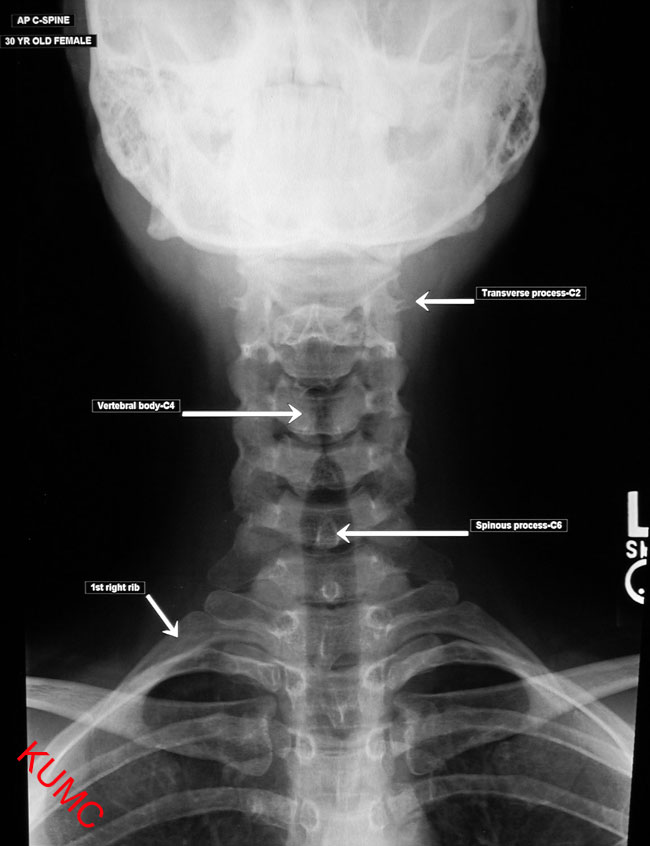 AP C-SPINE
30 YR OLD FEMALE
Transverse process-C2
Vertebral body-C4
Spinous process-C6
L
1st right rib
KUMC